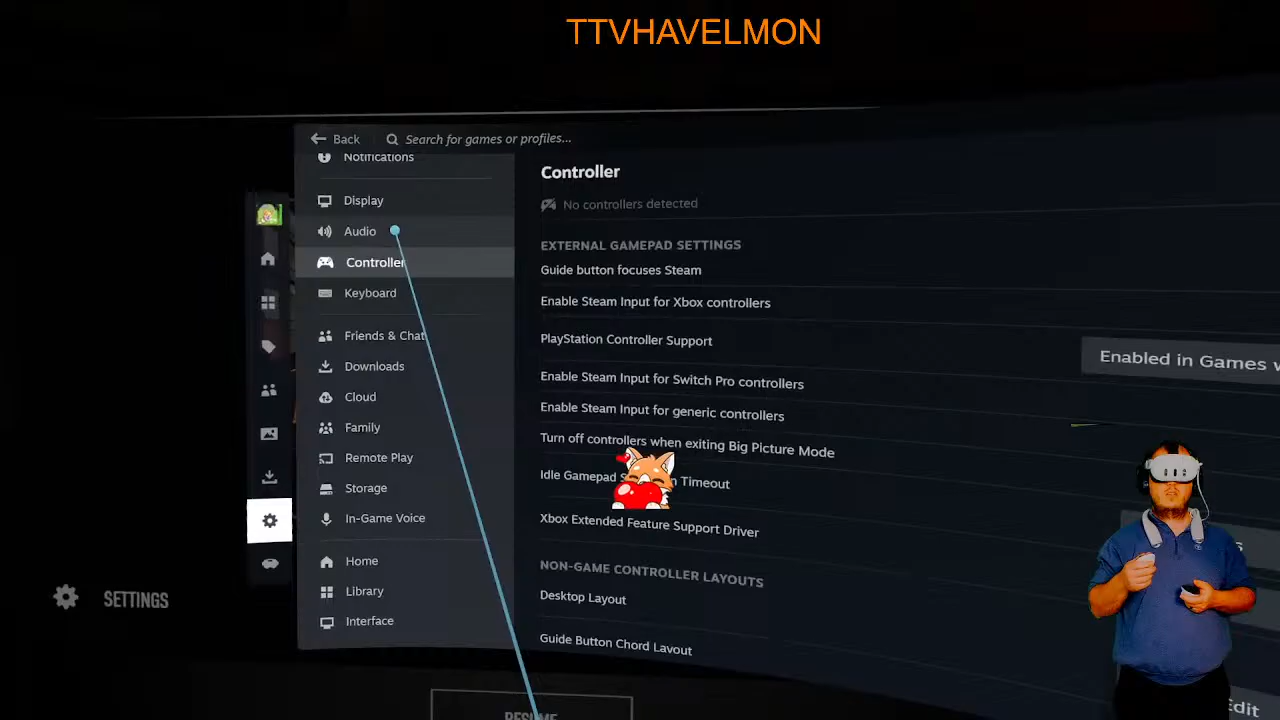 TTVHAVELMON
Back
Search for games or profiles...
Notifications
Display
Audio
Controller
Keyboard
Friends & Chat
Downloads
Cloud
Family
Remote Play
Storage
In-Game Voice
Home
Library
Interface
Controller
No controllers detected
EXTERNAL GAMEPAD SETTINGS
Guide button focuses Steam
Enable Steam Input for Xbox controllers
PlayStation Controller Support
Enabled in Games
Enable Steam Input for Switch Pro controllers
Enable Steam Input for generic controllers
Turn off controllers when exiting Big Picture Mode
Idle Gamepad Timeout
Xbox Extended Feature Support Driver
NON-GAME CONTROLLER LAYOUTS
Desktop Layout
Guide Button Chord Layout
Edit
SETTINGS
RESUME